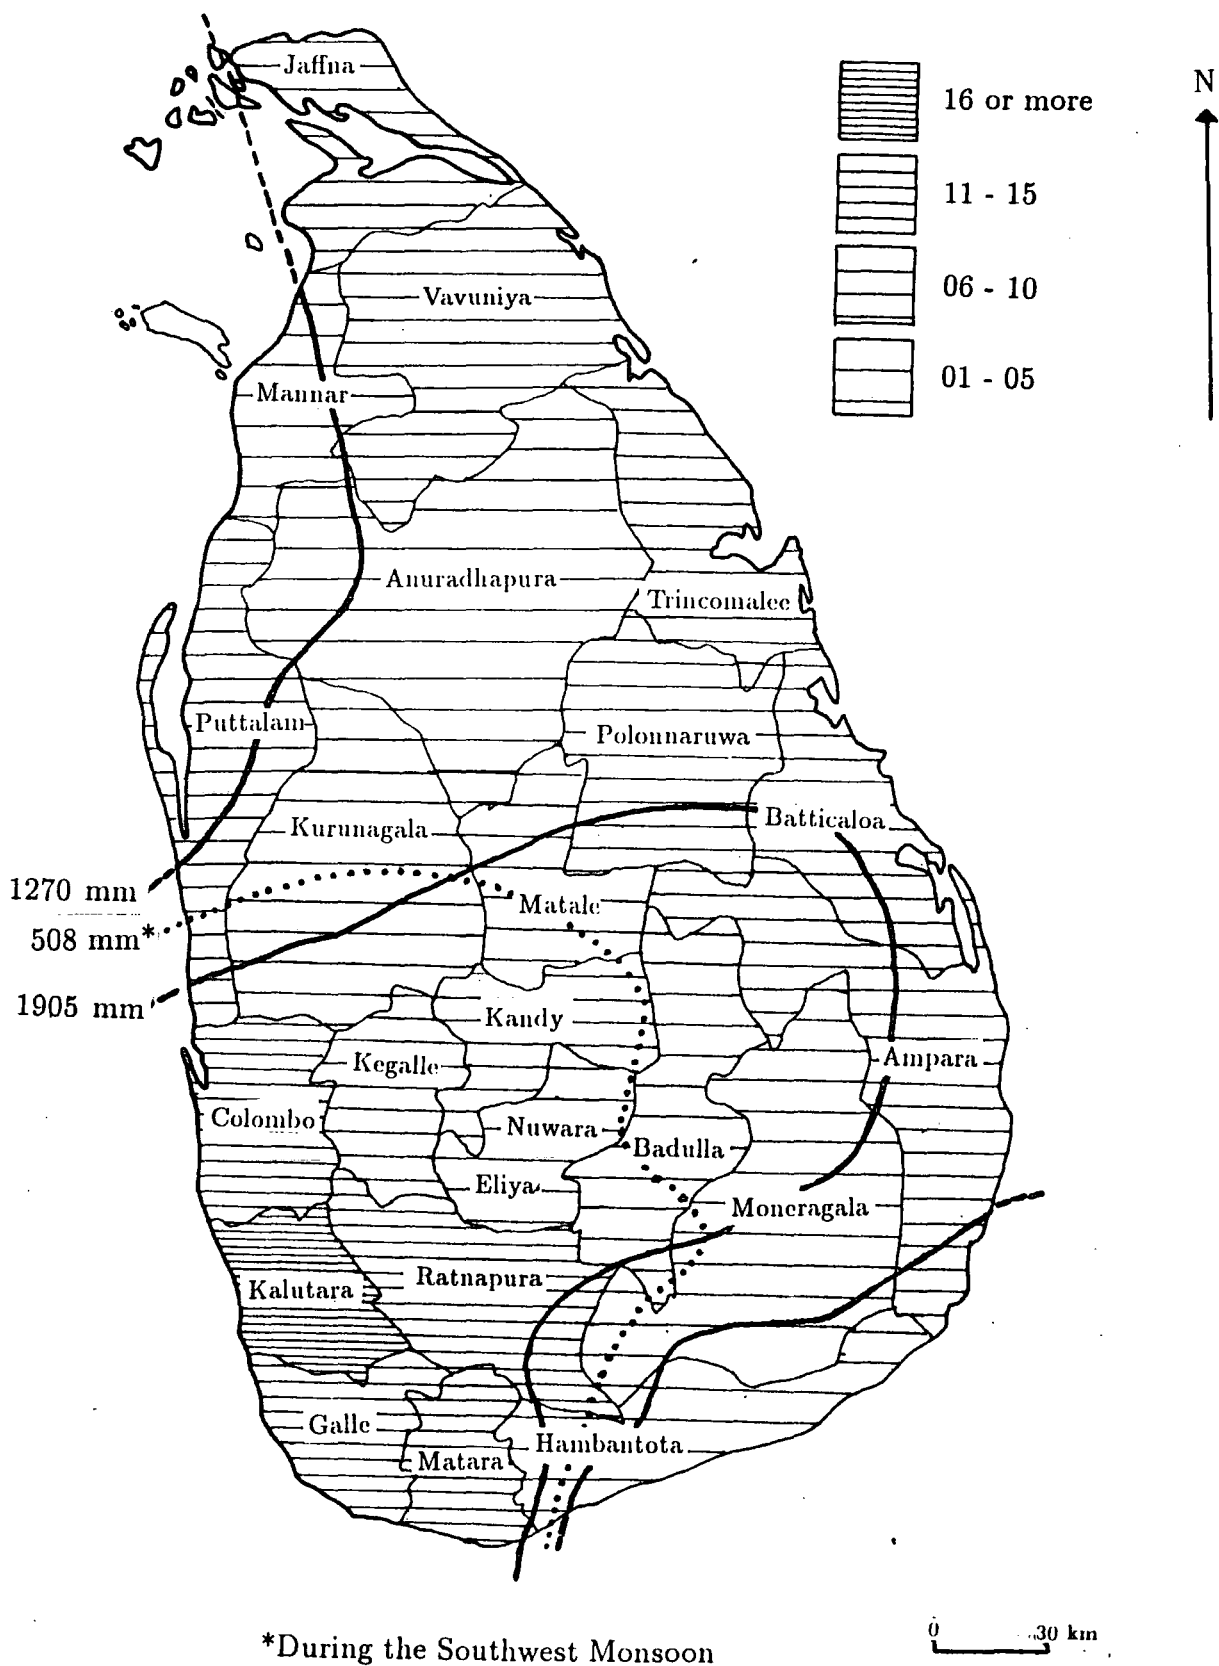 Jaffna
16 or more
11 - 15
06 - 10
01 - 05
N
Vavuniya
Mannar
Anuradhapura
Trincomalee
Puttalam
Polonnaruwa
Kurunagala
Batticaloa
1270 mm
508 mm*
1905 mm
Matale
Kandy
Kegalle
Ampara
Colombo
Nuwara
Eliya
Badulla
Moneragala
Kalutara
Ratnapura
Galle
Matara
Hambantota
*During the Southwest Monsoon
0 30 km